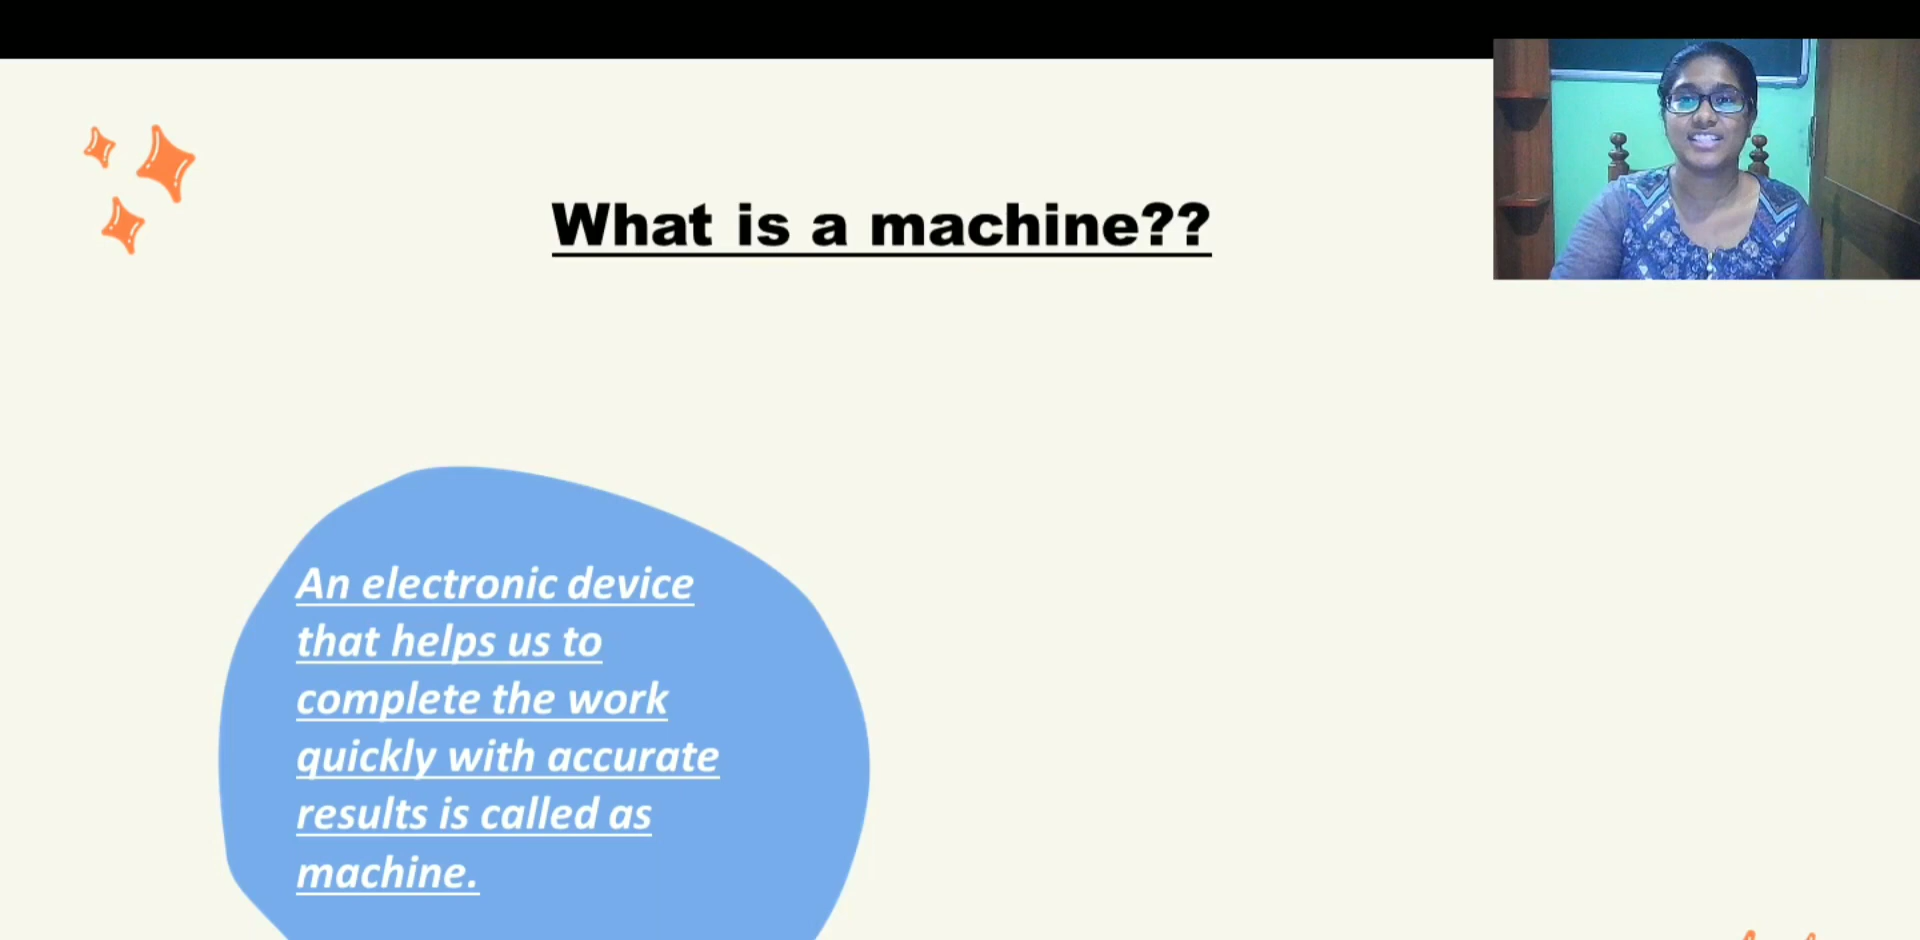 What is a machine??
An electronic device
that helps us to
complete the work
quickly with accurate
results is called as
machine.